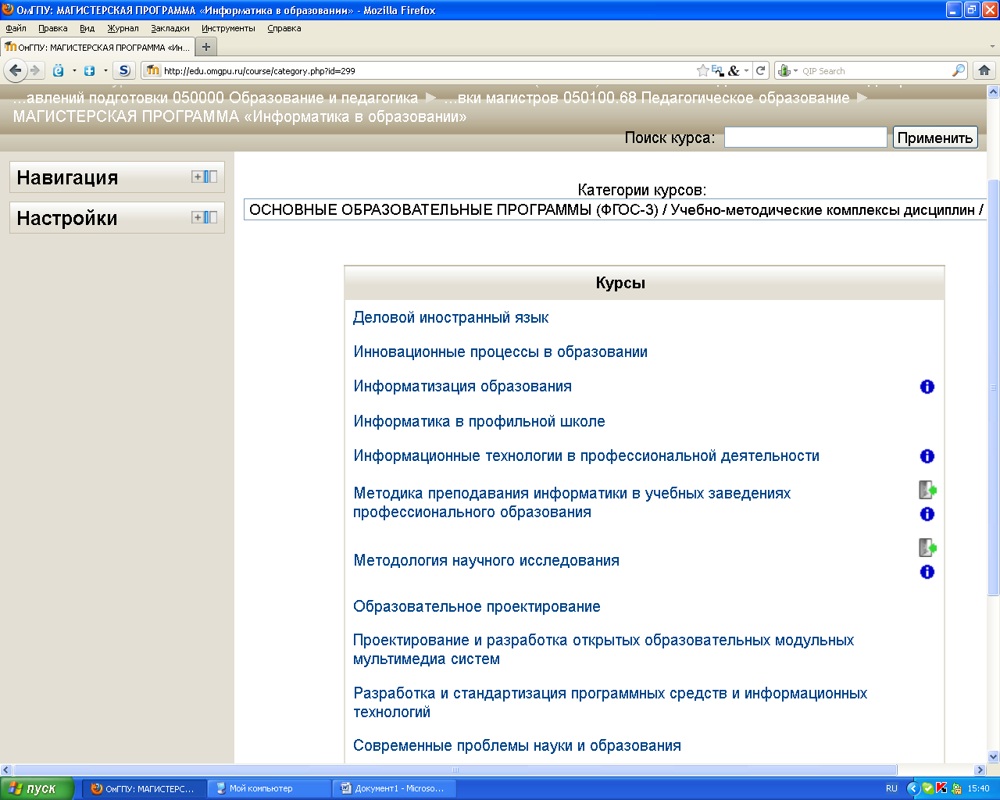 ОмГПУ: МАГИСТЕРСКАЯ ПРОГРАММА «Информатика в образовании» - Mozilla Firefox
Файл Правка Вид Журнал Закладки Инструменты Справка
ОмГПУ: МАГИСТЕРСКАЯ ПРОГРАММА «Ин...
http://edu.omgpu.ru/course/category.php?id=299
QIP Search
...авлений подготовки 050000 Образование и педагогика ► ...вки магистров 050100.68 Педагогическое образование ►
МАГИСТЕРСКАЯ ПРОГРАММА «Информатика в образовании»
Поиск курса: Применить
Навигация
Настройки
Категории курсов:
ОСНОВНЫЕ ОБРАЗОВАТЕЛЬНЫЕ ПРОГРАММЫ (ФГОС-3) / Учебно-методические комплексы дисциплин /
Курсы
Деловой иностранный язык
Инновационные процессы в образовании
Информатизация образования
Информатика в профильной школе
Информационные технологии в профессиональной деятельности
Методика преподавания информатики в учебных заведениях
профессионального образования
Методология научного исследования
Образовательное проектирование
Проектирование и разработка открытых образовательных модульных
мультимедиа систем
Разработка и стандартизация программных средств и информационных
технологий
Современные проблемы науки и образования
пуск
ОмГПУ: МАГИСТЕРС...
Мой компьютер
Документ1 - Microso...
RU
15:40